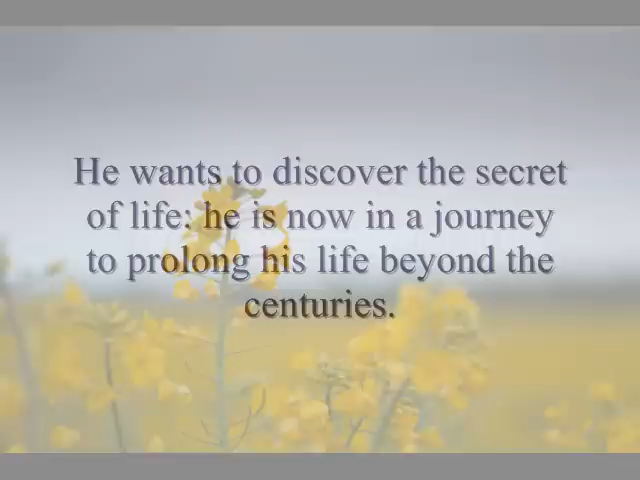 He wants to discover the secret
of life: he is now in a journey
to prolong his life beyond the
centuries.